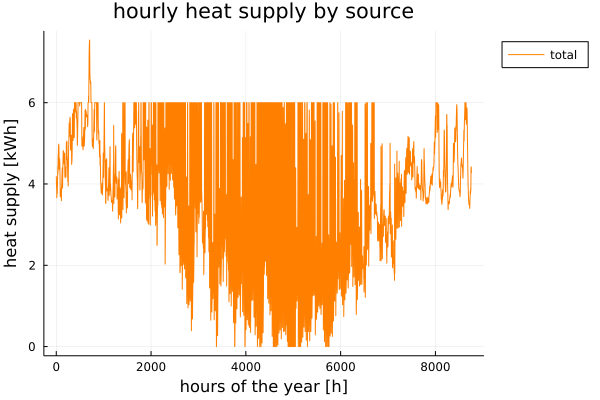 hourly heat supply by source
total
heat supply [kWh]
6
4
2
0
0 2000 4000 6000 8000
hours of the year [h]